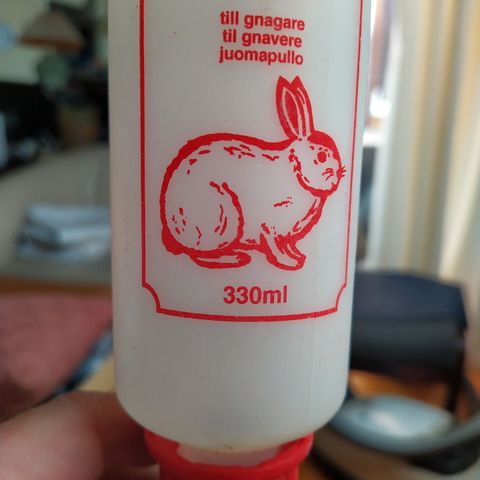 till gnagare
til gnavere
juomapullo
330ml